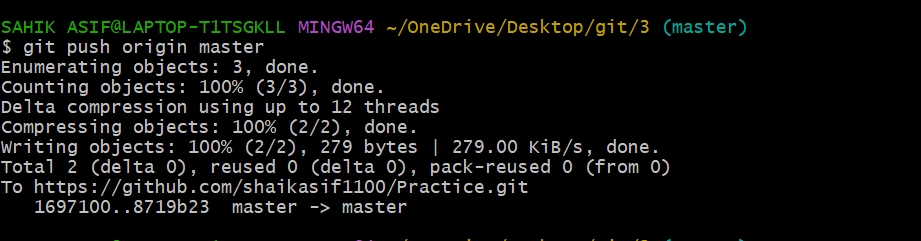 SAHIK ASIF@LAPTOP-T1TSGKLL MINGW64 ~/OneDrive/Desktop/git/3 (master)
$ git push origin master
Enumerating objects: 3, done.
Counting objects: 100% (3/3), done.
Delta compression using up to 12 threads
Compressing objects: 100% (2/2), done.
Writing objects: 100% (2/2), 279 bytes | 279.00 KiB/s, done.
Total 2 (delta 0), reused 0 (delta 0), pack-reused 0 (from 0)
To https://github.com/shaikasif1100/Practice.git
   1697100..8719b23  master -> master